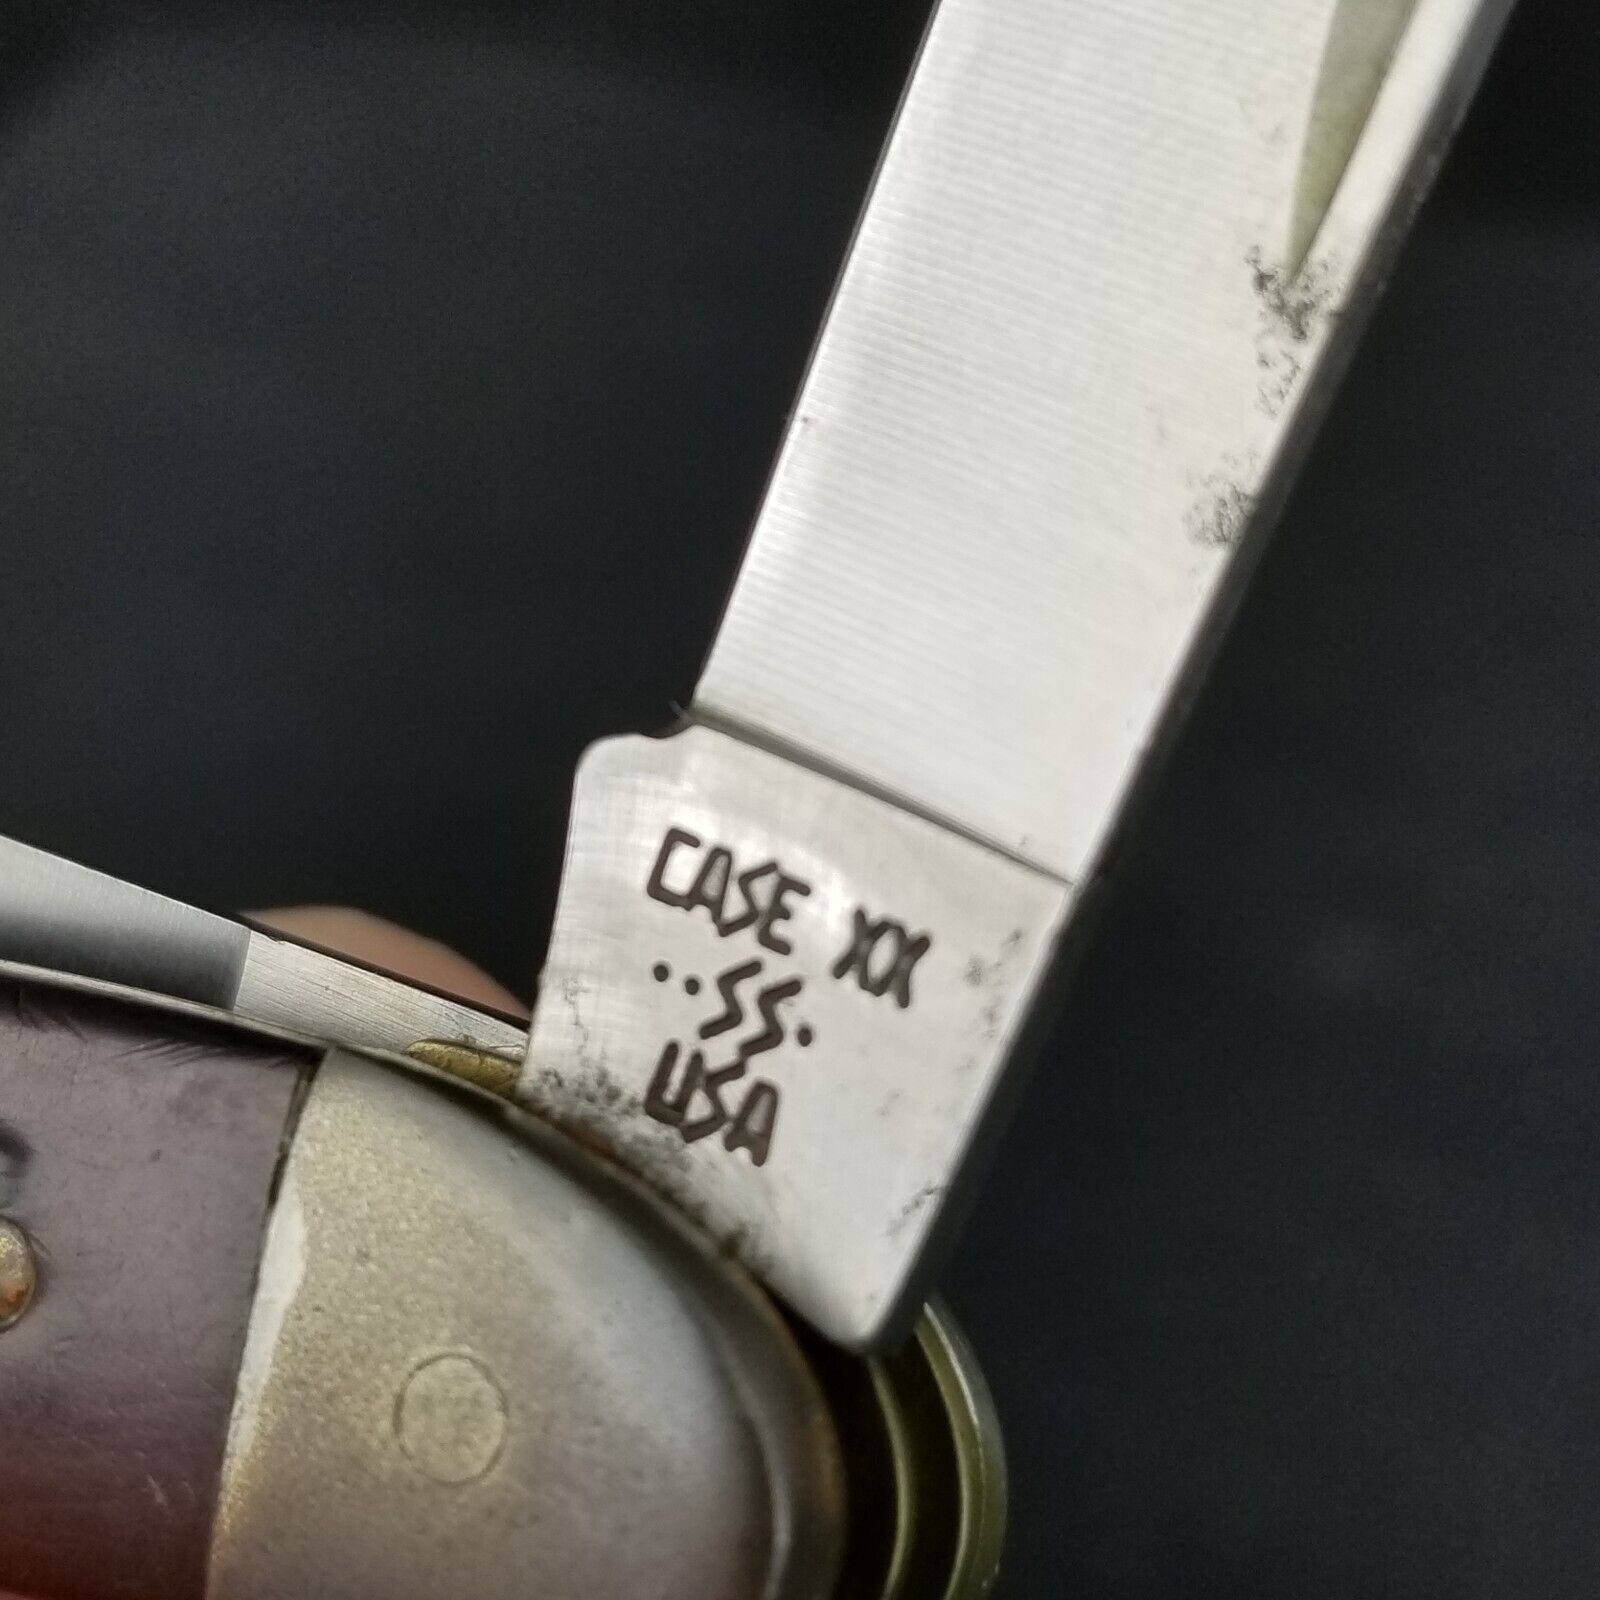 CASE XX
..SS.
USA